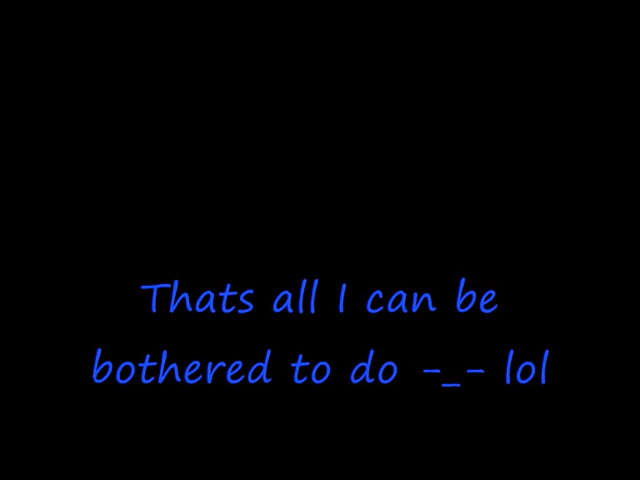 Thats all I can be
bothered to do -_- lol